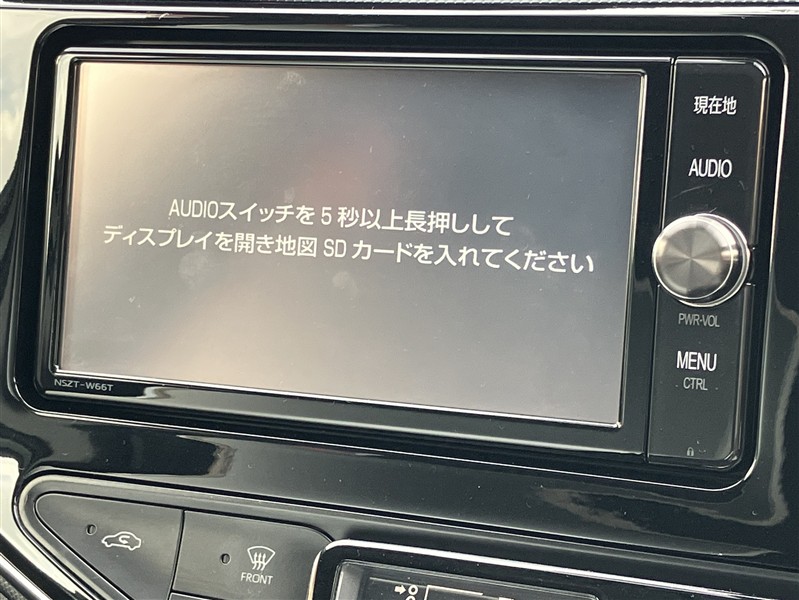 現在地
AUDIO
AUDIOスイッチを5秒以上長押しして
ディスプレイを開き地図SDカードを入れてください
PWR-VOL
MENU
CTRL
NSZT-W66T
FRONT